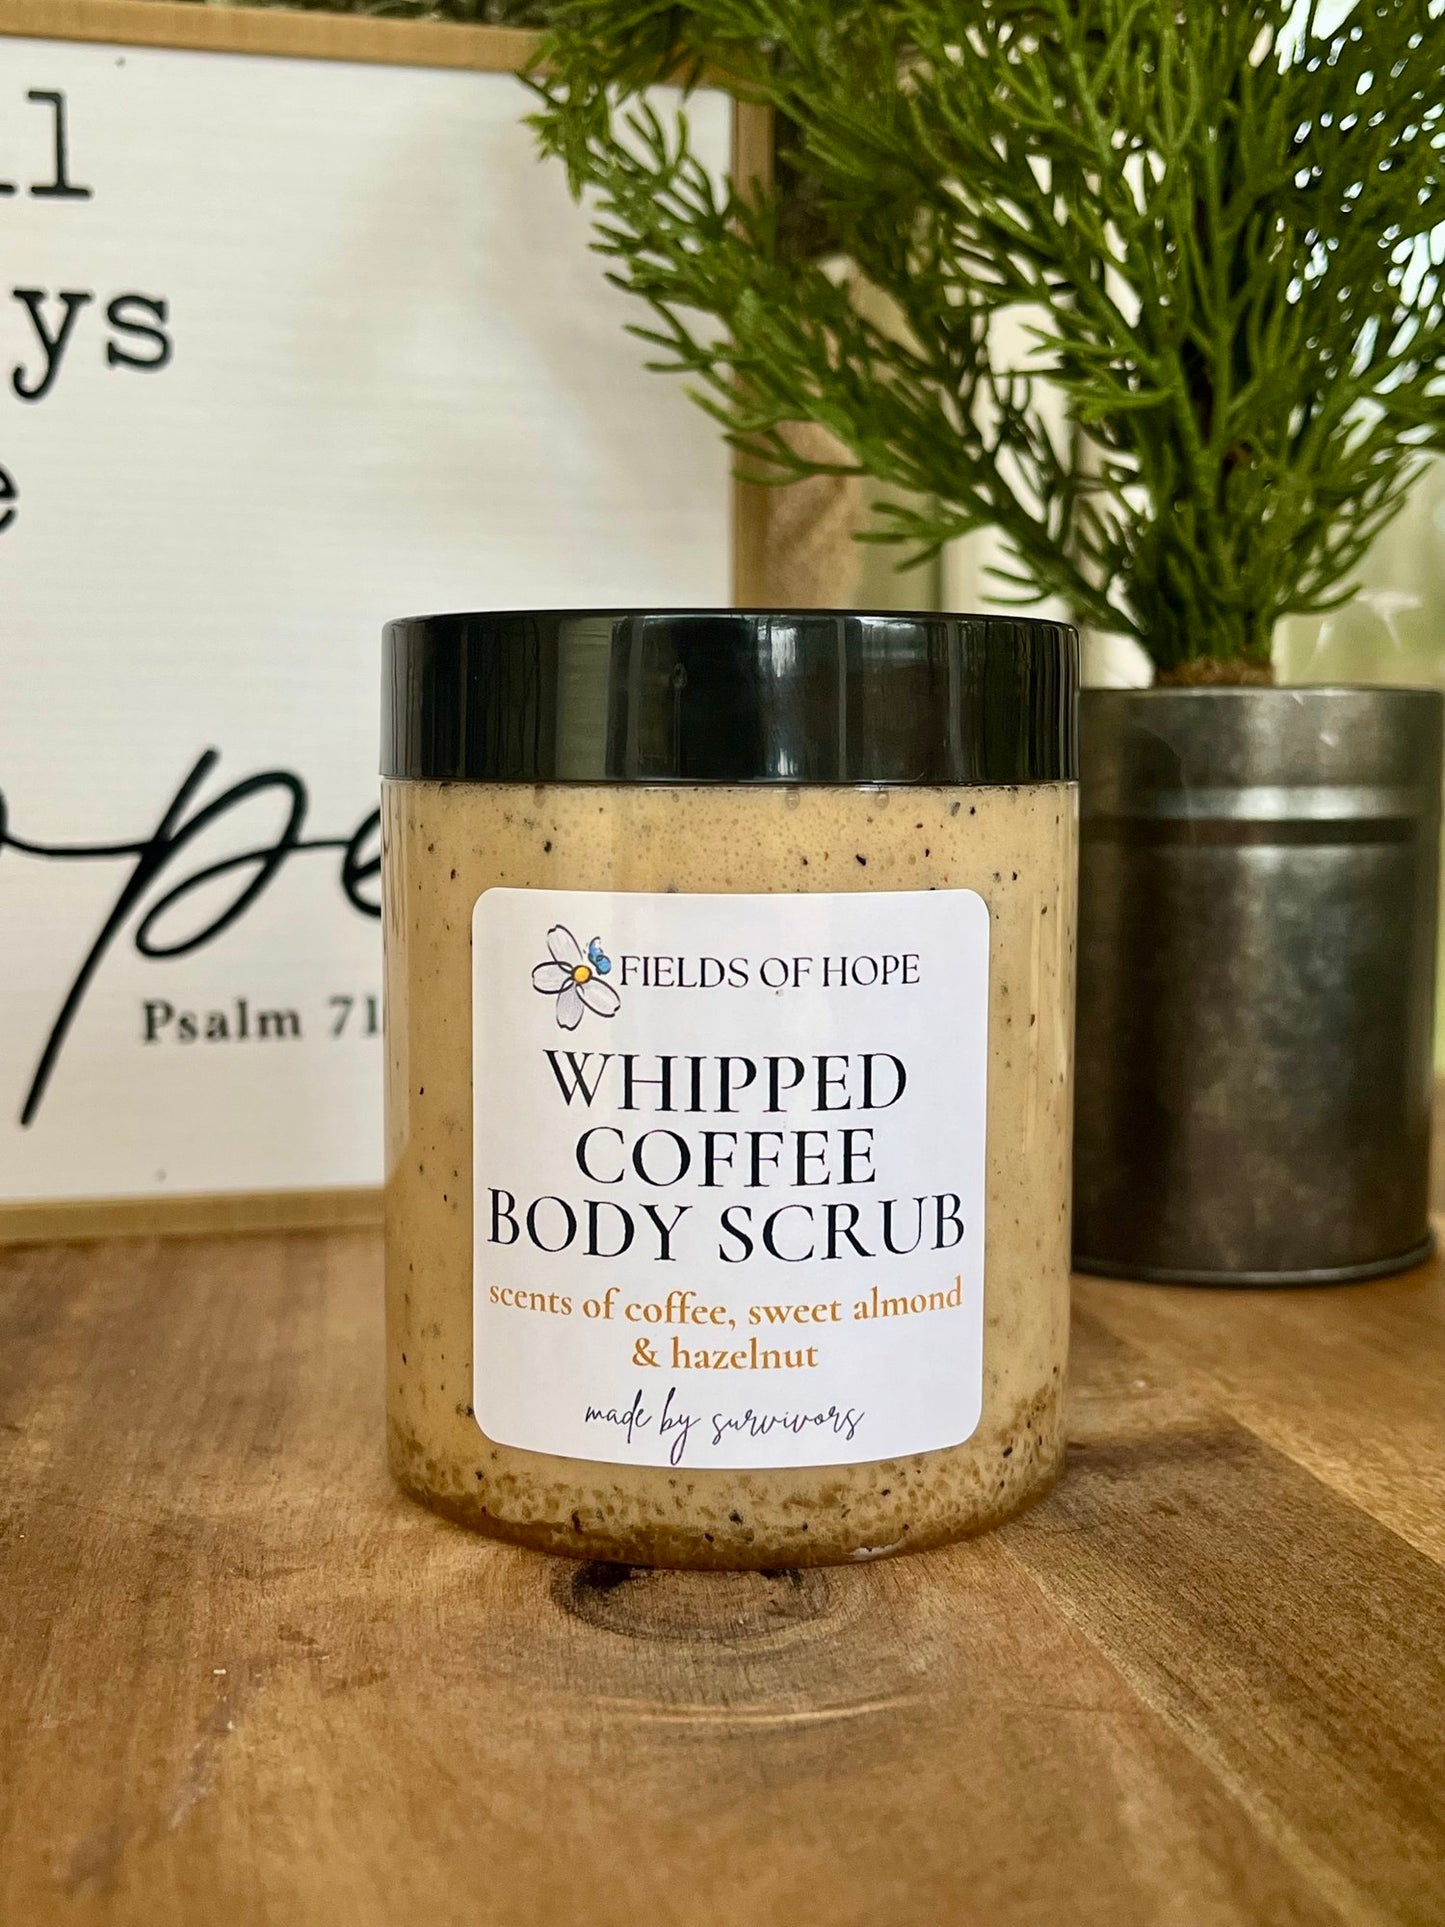 ys
pe
Psalm 71
FIELDS OF HOPE
WHIPPED
COFFEE
BODY SCRUB
scents of coffee, sweet almond
& hazelnut
made by survivors